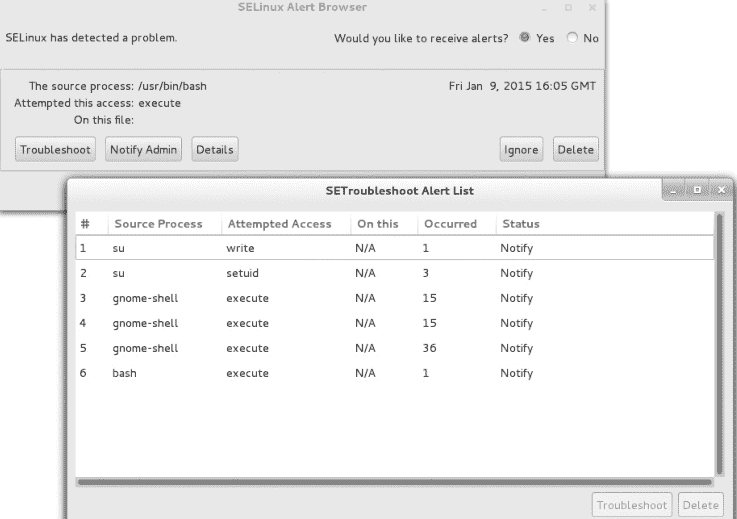 SELinux Alert Browser
SELinux has detected a problem. Would you like to receive alerts? Yes No
The source process: /usr/bin/bash Fri Jan 9, 2015 16:05 GMT
Attempted this access: execute
On this file:
Troubleshoot Notify Admin Details Ignore Delete
SETroubleshoot Alert List
# Source Process Attempted Access On this Occurred Status
1 su write N/A 1 Notify
2 su setuid N/A 3 Notify
3 gnome-shell execute N/A 15 Notify
4 gnome-shell execute N/A 15 Notify
5 gnome-shell execute N/A 36 Notify
6 bash execute N/A 1 Notify
Troubleshoot Delete